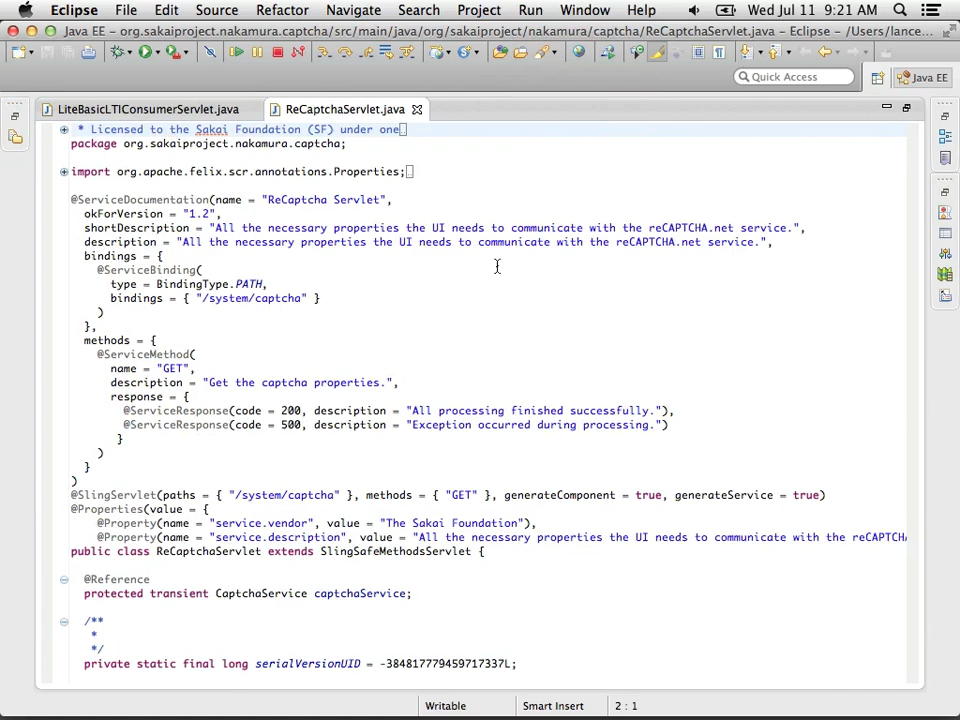 Eclipse File Edit Source Refactor Navigate Search Project Run Window Help Wed Jul 11 9:21 AM
Java EE - org.sakaiproject.nakamura.captcha/src/main/java/org/sakaiproject/nakamura/captcha/ReCaptchaServlet.java - Eclipse - /Users/lance...
Quick Access Java EE
LiteBasicLTIConsumerServlet.java ReCaptchaServlet.java
* Licensed to the Sakai Foundation (SF) under one
package org.sakaiproject.nakamura.captcha;
import org.apache.felix.scr.annotations.Properties;
@ServiceDocumentation(name = "ReCaptcha Servlet",
okForVersion = "1.2",
shortDescription = "All the necessary properties the UI needs to communicate with the reCAPTCHA.net service.",
description = "All the necessary properties the UI needs to communicate with the reCAPTCHA.net service.",
bindings = {
@ServiceBinding(
type = BindingType.PATH,
bindings = { "/system/captcha" }
)
},
methods = {
@ServiceMethod(
name = "GET",
description = "Get the captcha properties.",
response = {
@ServiceResponse(code = 200, description = "All processing finished successfully."),
@ServiceResponse(code = 500, description = "Exception occurred during processing.")
}
)
}
)
@SlingServlet(paths = { "/system/captcha" }, methods = { "GET" }, generateComponent = true, generateService = true)
@Properties(value = {
@Property(name = "service.vendor", value = "The Sakai Foundation"),
@Property(name = "service.description", value = "All the necessary properties the UI needs to communicate with the reCAPTCHA
public class ReCaptchaServlet extends SlingSafeMethodsServlet {
@Reference
protected transient CaptchaService captchaService;
/**
*
*/
private static final long serialVersionUID = -384817779459717337L;
Writable Smart Insert 2 : 1